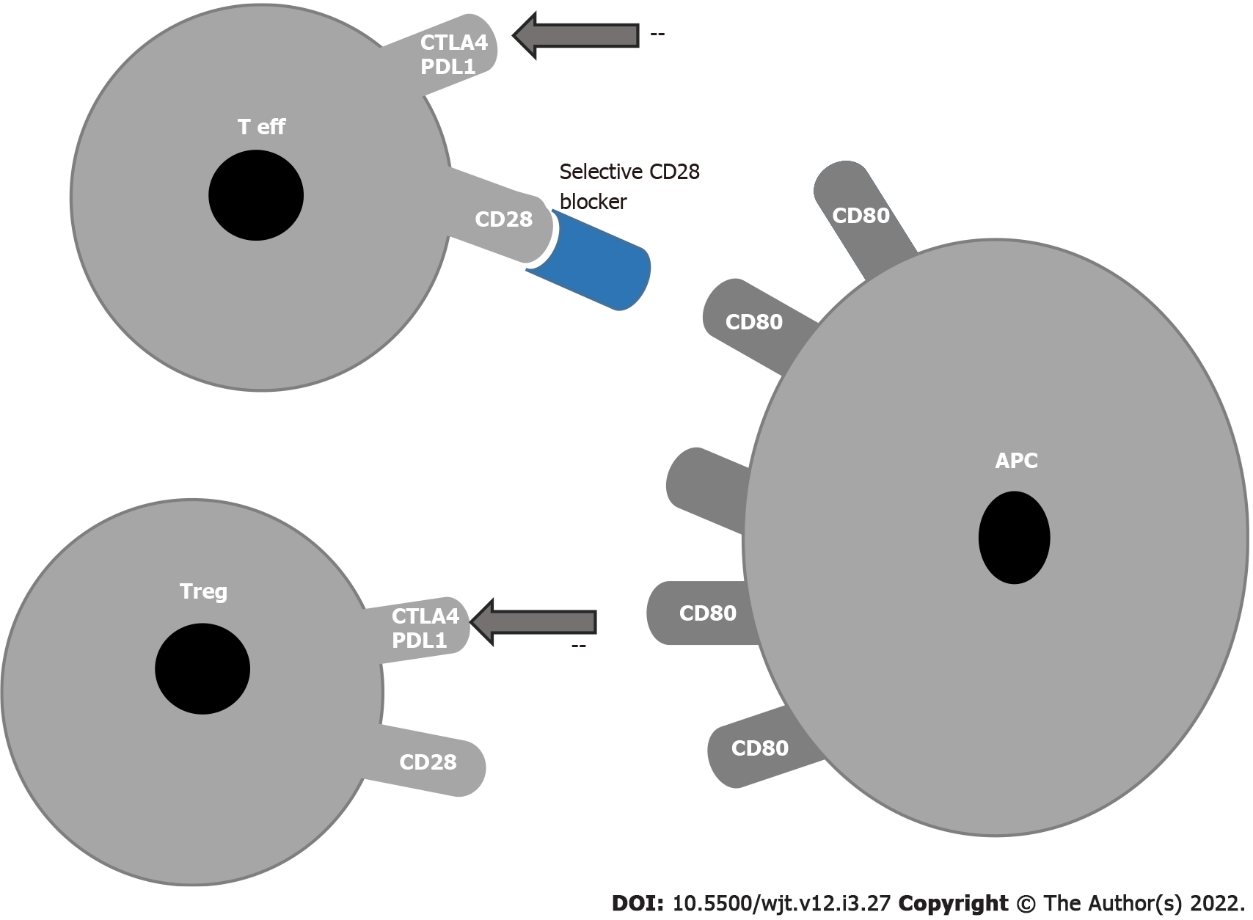 CTLA4
PDL1
--
T eff
Selective CD28
blocker
CD28
CD80
CD80
APC
Treg
CTLA4
PDL1
--
CD80
CD28
CD80
DOI: 10.5500/wjt.v12.i3.27 Copyright © The Author(s) 2022.